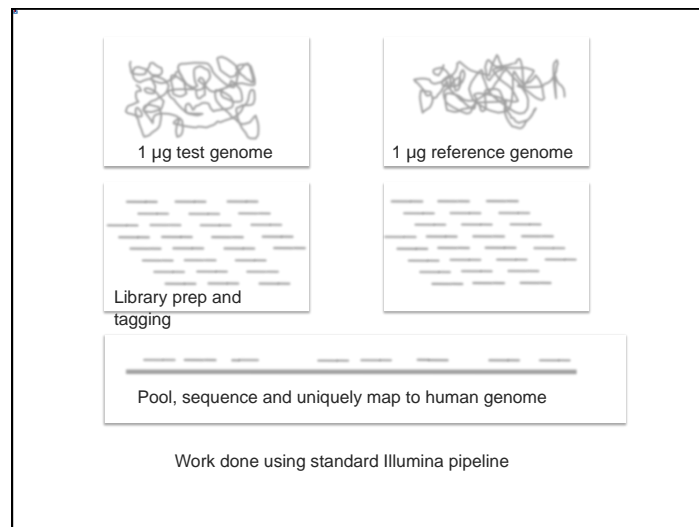 1 µg test genome
1 µg reference genome
Library prep and
tagging
Pool, sequence and uniquely map to human genome
Work done using standard Illumina pipeline